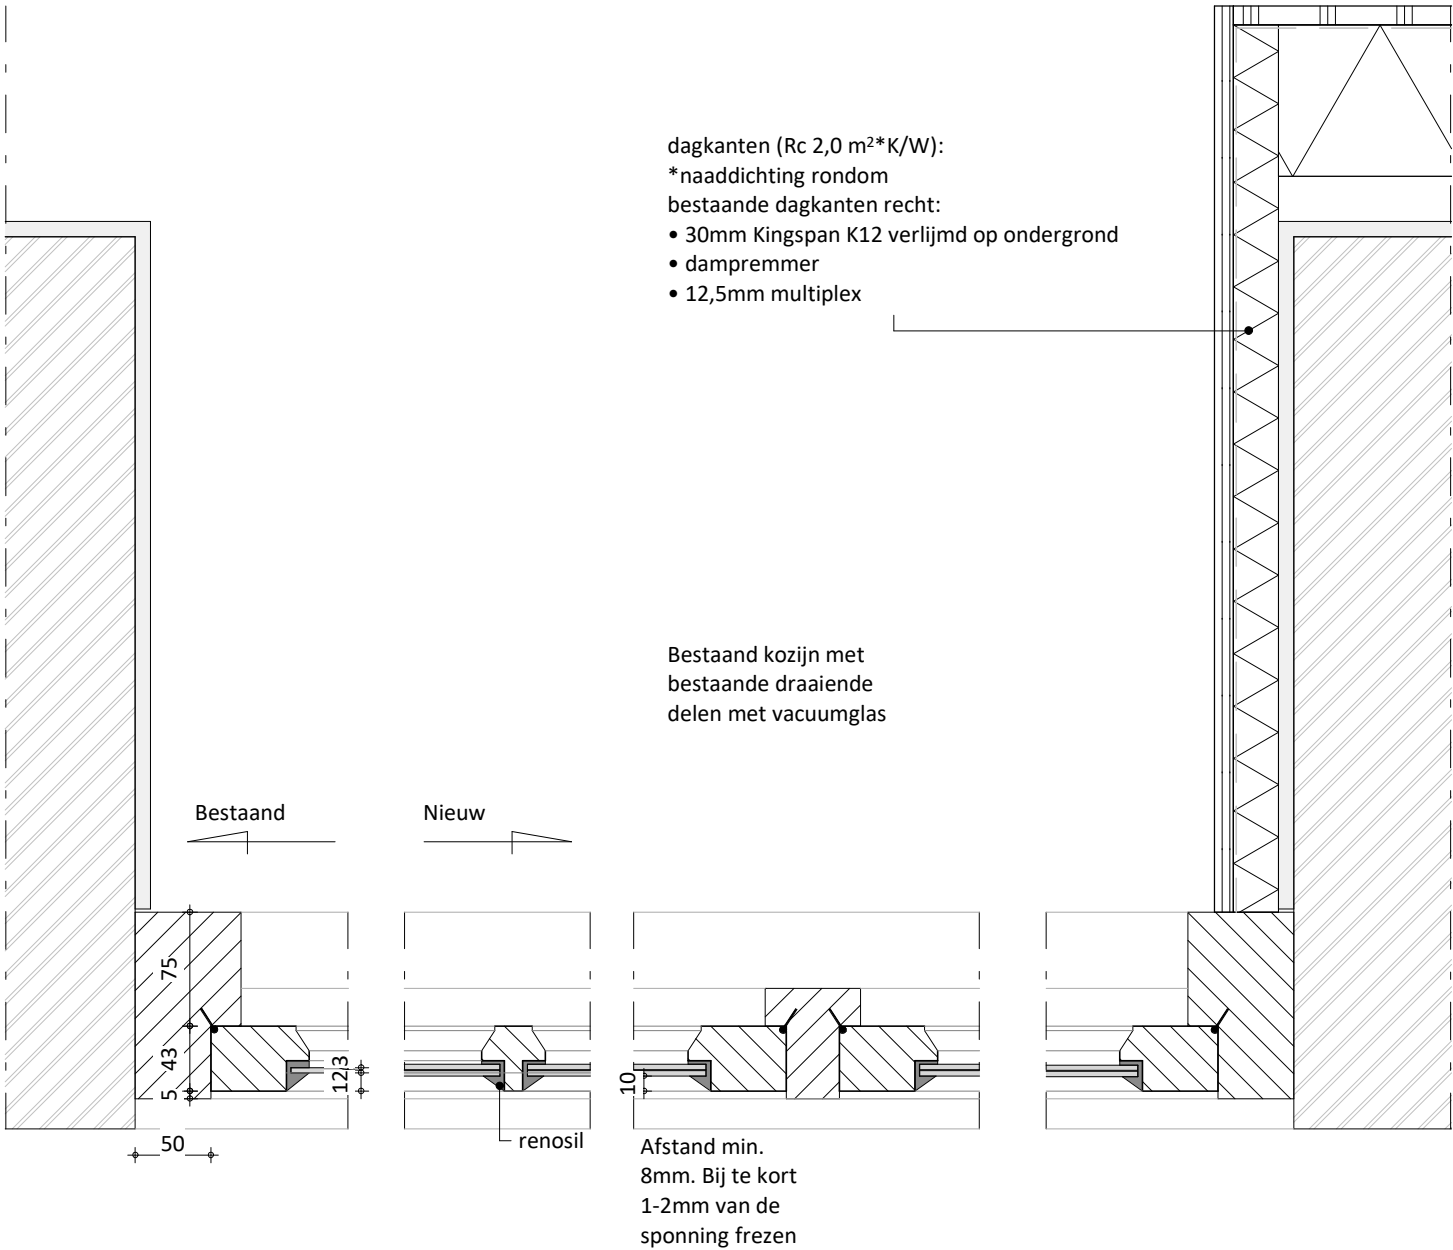 dagkanten (Rc 2,0 m²*K/W):
*naaddichting rondom
bestaande dagkanten recht:
• 30mm Kingspan K12 verlijmd op ondergrond
• dampremmer
• 12,5mm multiplex
Bestaand kozijn met
bestaande draaiende
delen met vacuumglas
Bestaand
Nieuw
75
43
5
12
3
10
50
renosil
Afstand min.
8mm. Bij te kort
1-2mm van de
sponning frezen